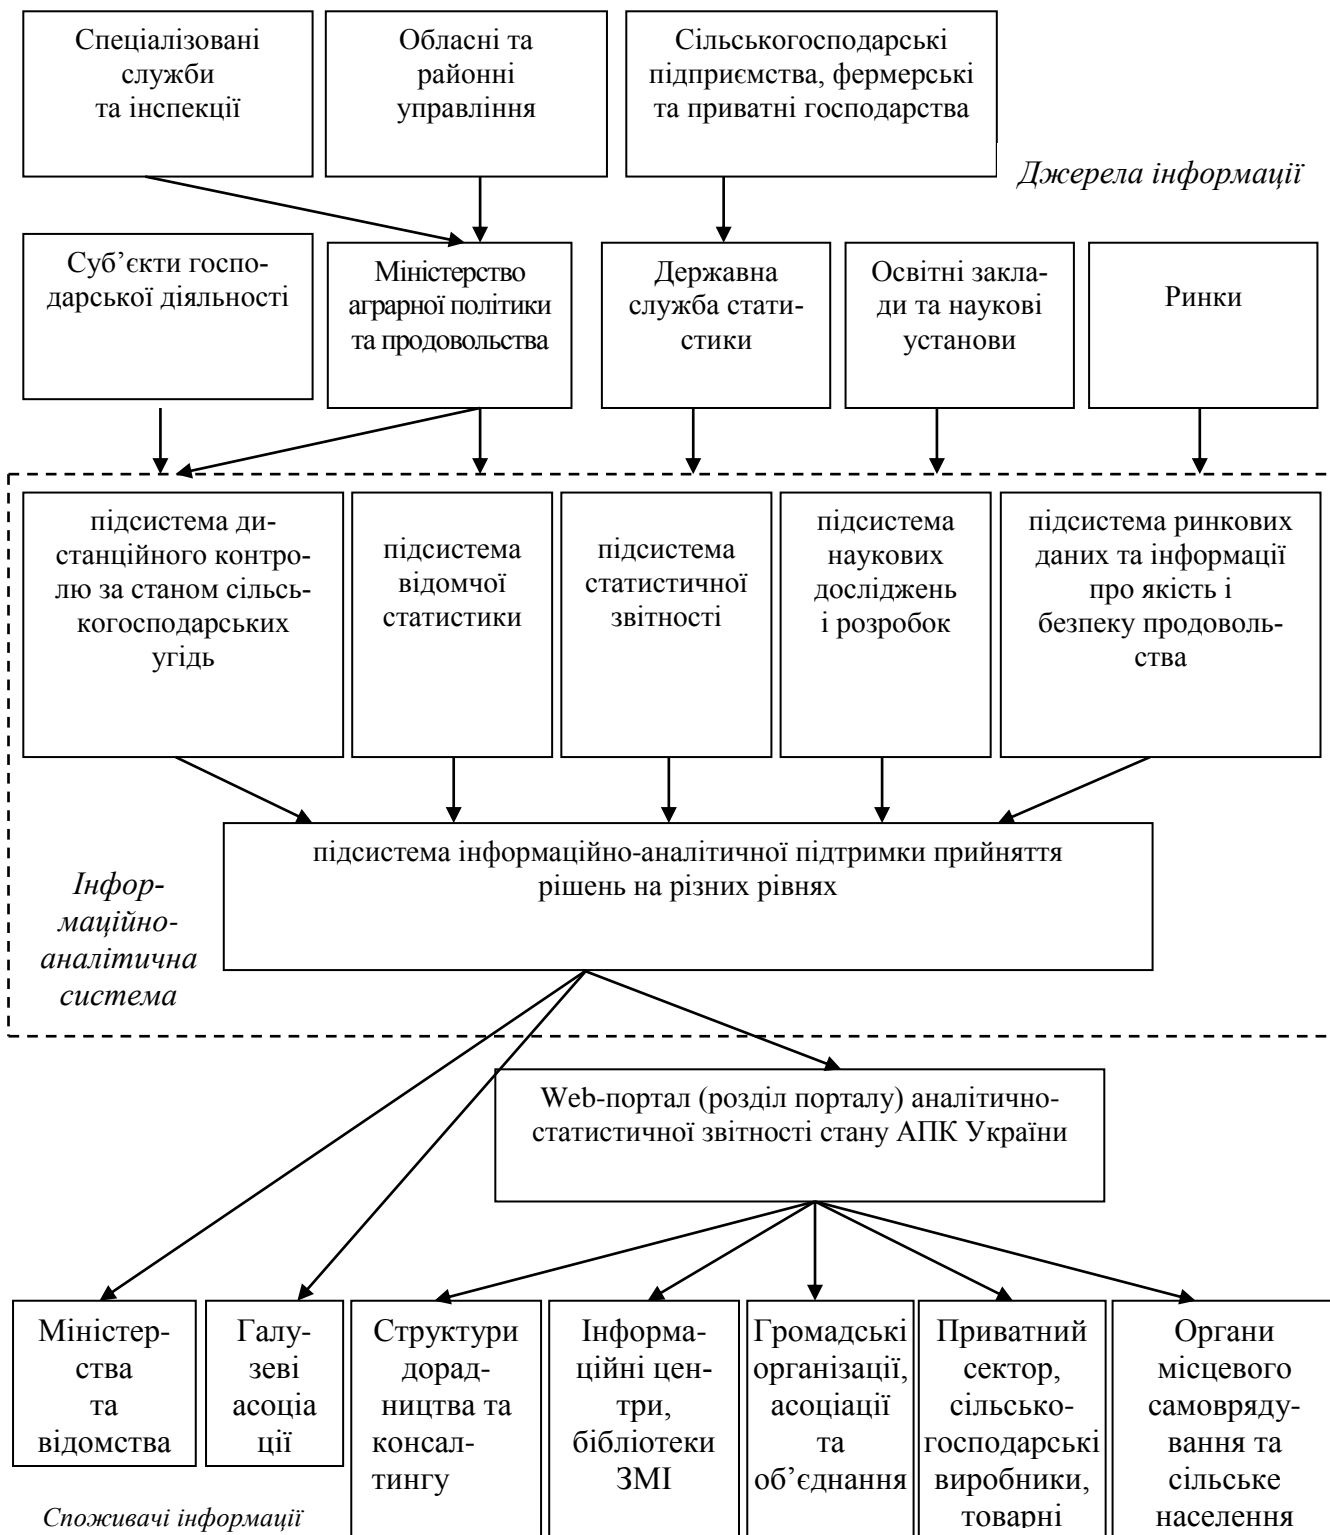 Спеціалізовані
служби
та інспекції
Обласні та
районні
управління
Сільськогосподарські
підприємства, фермерські
та приватні господарства
Джерела інформації
Суб’єкти госпо-
дарської діяльності
Міністерство
аграрної політики
та продовольства
Державна
служба стати-
стики
Освітні закла-
ди та наукові
установи
Ринки
підсистема ди-
станційного контро-
лю за станом сільсь-
когосподарських
угідь
підсистема
відомчої
статистики
підсистема
статистичної
звітності
підсистема
наукових
досліджень
і розробок
підсистема ринкових
даних та інформації
про якість і
безпеку продоволь-
ства
підсистема інформаційно-аналітичної підтримки прийняття
рішень на різних рівнях
Інфор-
маційно-
аналітична
система
Web-портал (розділ порталу) аналітично-
статистичної звітності стану АПК України
Міністер-
ства
та
відомства
Галу-
зеві
асоціа
ції
Структури
дорад-
ництва та
консал-
тингу
Інформа-
ційні цен-
три,
бібліотеки
ЗМІ
Громадські
організації,
асоціації
та
об’єднання
Приватний
сектор,
сільсько-
господарські
виробники,
товарні
Органи
місцевого
самовряду-
вання та
сільське
населення
Споживачі інформації